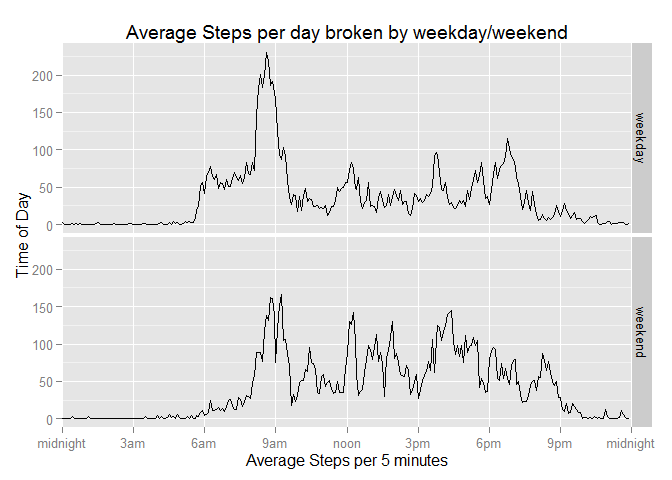 Average Steps per day broken by weekday/weekend
Time of Day
200
150
100
50
0
weekday
200
150
100
50
0
weekend
midnight 3am 6am 9am noon 3pm 6pm 9pm midnight
Average Steps per 5 minutes